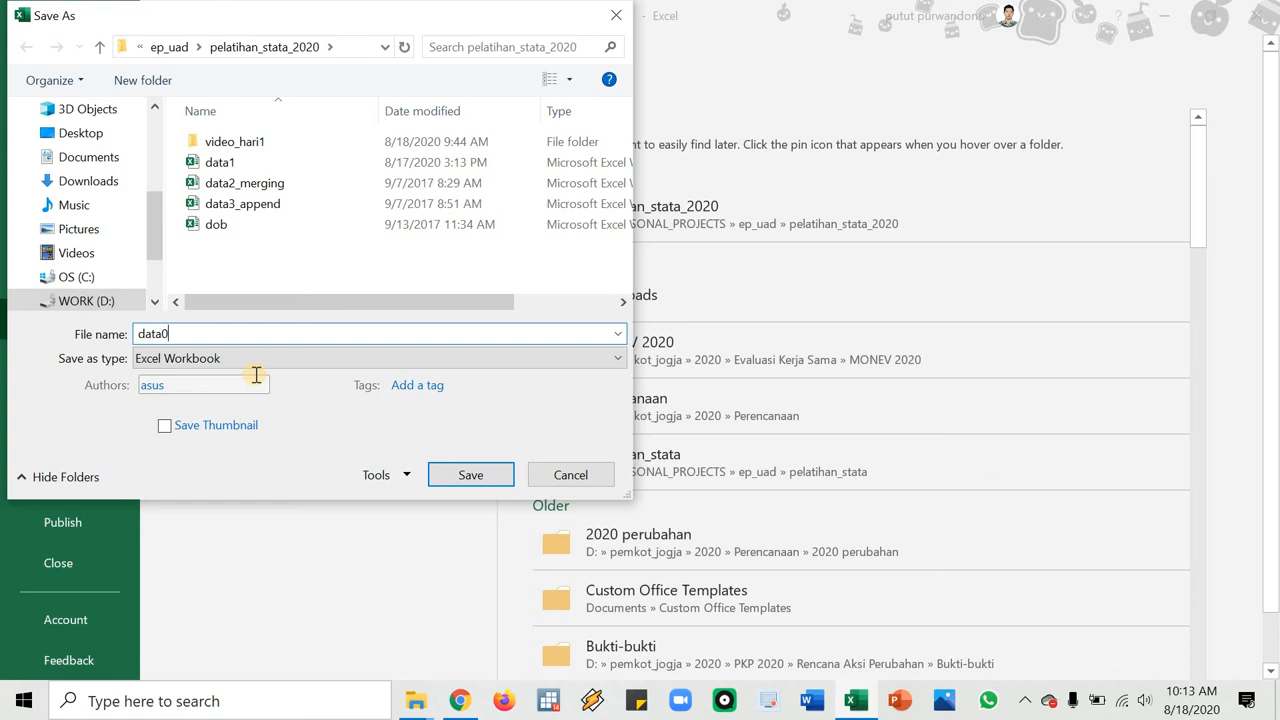 Save As
Excel
putut purwandono
« ep_uad > pelatihan_stata_2020 >
Search pelatihan_stata_2020
Organize
New folder
Name
Date modified
Type
3D Objects
Desktop
Documents
Downloads
Music
Pictures
Videos
OS (C:)
WORK (D:)
video_hari1 8/18/2020 9:44 AM File folder
data1 8/17/2020 3:13 PM Microsoft Excel
data2_merging 9/7/2017 8:29 AM Microsoft Excel
data3_append 9/7/2017 8:51 AM Microsoft Excel
dob 9/13/2017 11:34 AM Microsoft Excel
File name: data0
Save as type: Excel Workbook
Authors: asus
Tags: Add a tag
Save Thumbnail
Hide Folders
Tools
Save
Cancel
nt to easily find later. Click the pin icon that appears when you hover over a folder.
n_stata_2020
SONAL_PROJECTS » ep_uad » pelatihan_stata_2020
ads
V 2020
pemkot_jogja » 2020 » Evaluasi Kerja Sama » MONEV 2020
anaan
pemkot_jogja » 2020 » Perencanaan
n_stata
SONAL_PROJECTS » ep_uad » pelatihan_stata
Older
2020 perubahan
D: » pemkot_jogja » 2020 » Perencanaan » 2020 perubahan
Custom Office Templates
Documents » Custom Office Templates
Bukti-bukti
D: » pemkot_jogja » 2020 » PKP 2020 » Rencana Aksi Perubahan » Bukti-bukti
Publish
Close
Account
Feedback
Type here to search
10:13 AM
8/18/2020